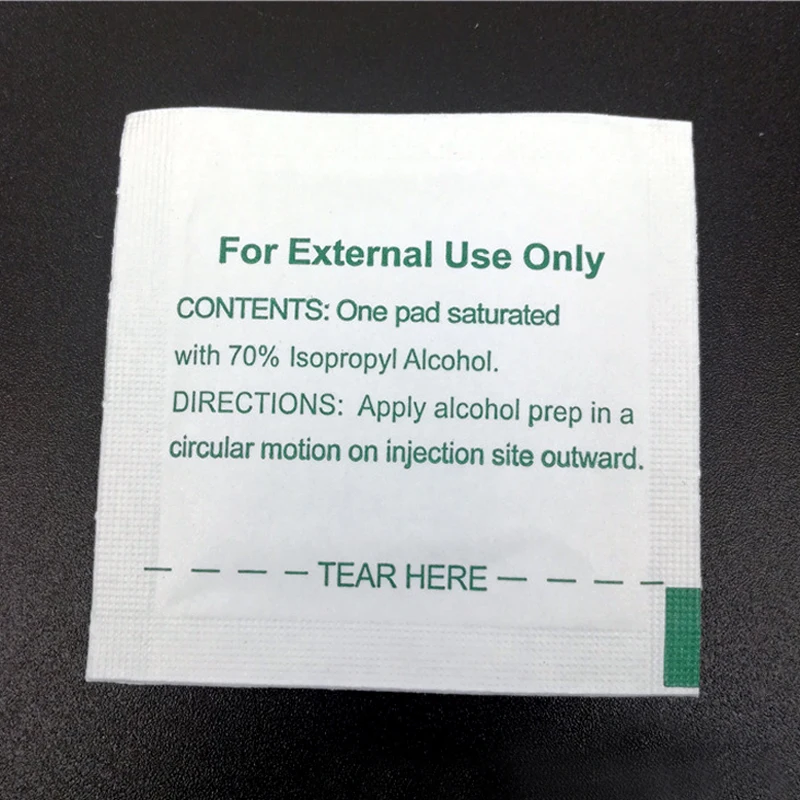 For External Use Only
CONTENTS: One pad saturated
with 70% Isopropyl Alcohol.
DIRECTIONS: Apply alcohol prep in a
circular motion on injection site outward.
TEAR HERE